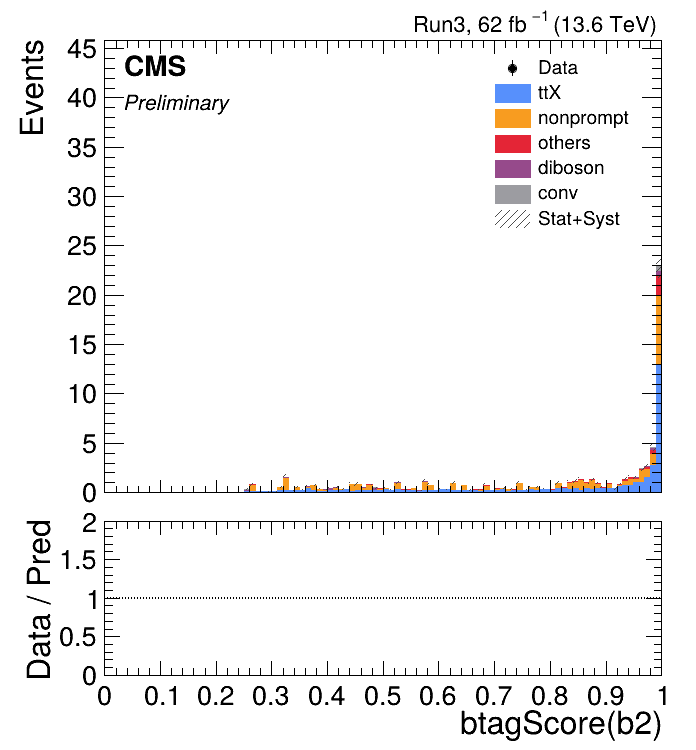 Run3, 62 fb⁻¹ (13.6 TeV)
CMS
Preliminary
Events
45
40
35
30
25
20
15
10
5
0
Data
ttX
nonprompt
others
diboson
conv
Stat+Syst
Data / Pred
2
1.5
1
0.5
0
0 0.1 0.2 0.3 0.4 0.5 0.6 0.7 0.8 0.9 1
btagScore(b2)